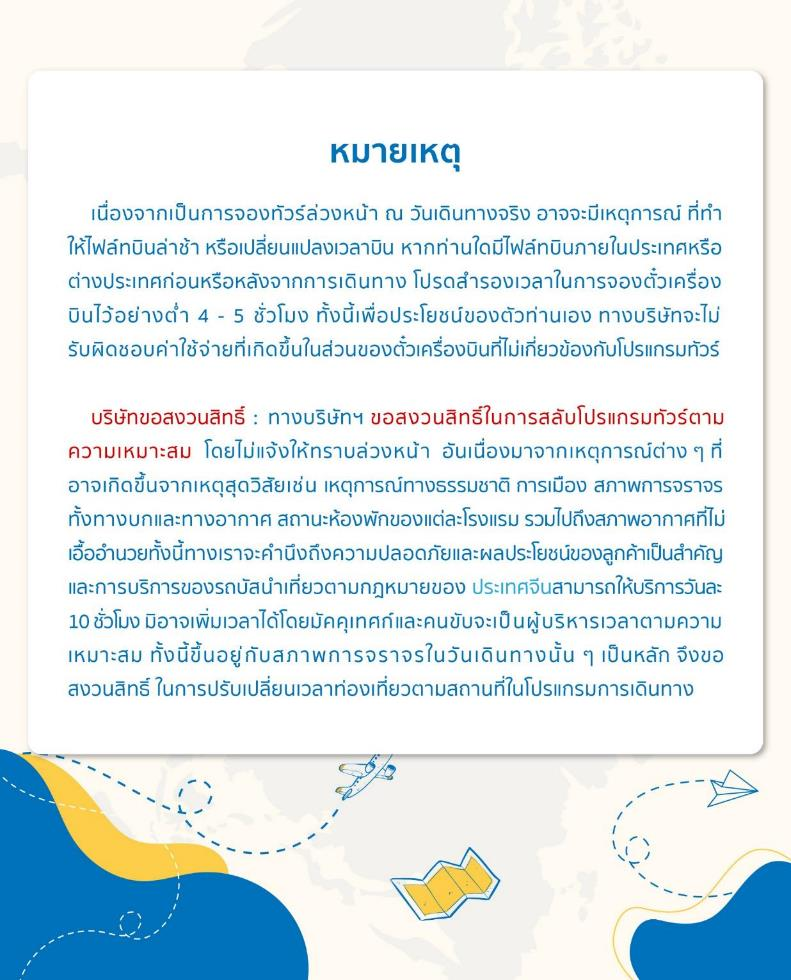 หมายเหตุ
เนื่องจากเป็นการจองทัวร์ล่วงหน้า ณ วันเดินทางจริง อาจจะมีเหตุการณ์ ที่ทำ
ให้ไฟล์ทบินล่าช้า หรือเปลี่ยนแปลงเวลาบิน หากท่านใดมีไฟล์ทบินภายในประเทศหรือ
ต่างประเทศก่อนหรือหลังจากการเดินทาง โปรดสำรองเวลาในการจองตั๋วเครื่อง
บินไว้อย่างต่ำ 4 - 5 ชั่วโมง ทั้งนี้เพื่อประโยชน์ของตัวท่านเอง ทางบริษัทจะไม่
รับผิดชอบค่าใช้จ่ายที่เกิดขึ้นในส่วนของตั๋วเครื่องบินที่ไม่เกี่ยวข้องกับโปรแกรมทัวร์
บริษัทขอสงวนสิทธิ์ : ทางบริษัทฯ ขอสงวนสิทธิ์ในการสลับโปรแกรมทัวร์ตาม
ความเหมาะสม โดยไม่แจ้งให้ทราบล่วงหน้า อันเนื่องมาจากเหตุการณ์ต่าง ๆ ที่
อาจเกิดขึ้นจากเหตุสุดวิสัยเช่น เหตุการณ์ทางธรรมชาติ การเมือง สภาพการจราจร
ทั้งทางบกและทางอากาศ สถานะห้องพักของแต่ละโรงแรม รวมไปถึงสภาพอากาศที่ไม่
เอื้ออำนวยทั้งนี้ทางเราจะคำนึงถึงความปลอดภัยและผลประโยชน์ของลูกค้าเป็นสำคัญ
และการบริการของรถบัสนำเที่ยวตามกฎหมายของ ประเทศจีนสามารถให้บริการวันละ
10 ชั่วโมง มิอาจเพิ่มเวลาได้โดยมัคคุเทศก์และคนขับจะเป็นผู้บริหารเวลาตามความ
เหมาะสม ทั้งนี้ขึ้นอยู่กับสภาพการจราจรในวันเดินทางนั้น ๆ เป็นหลัก จึงขอ
สงวนสิทธิ์ ในการปรับเปลี่ยนเวลาท่องเที่ยวตามสถานที่ในโปรแกรมการเดินทาง